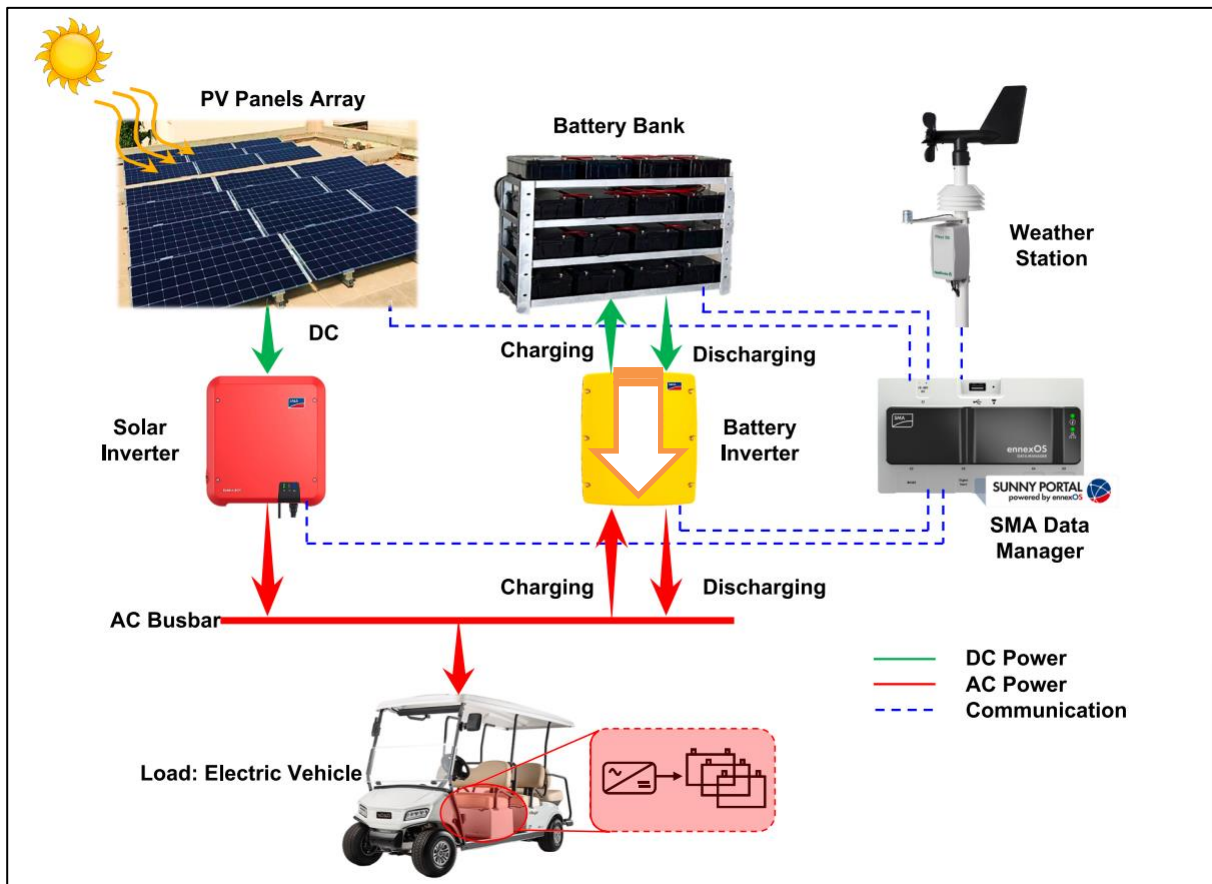 PV Panels Array
Battery Bank
Weather
Station
DC
Charging
Discharging
Solar
Inverter
Battery
Inverter
SMA
ennexOS
SUNNY PORTAL
powered by ennexOS
SMA Data
Manager
Charging
Discharging
AC Busbar
DC Power
AC Power
Communication
Load: Electric Vehicle